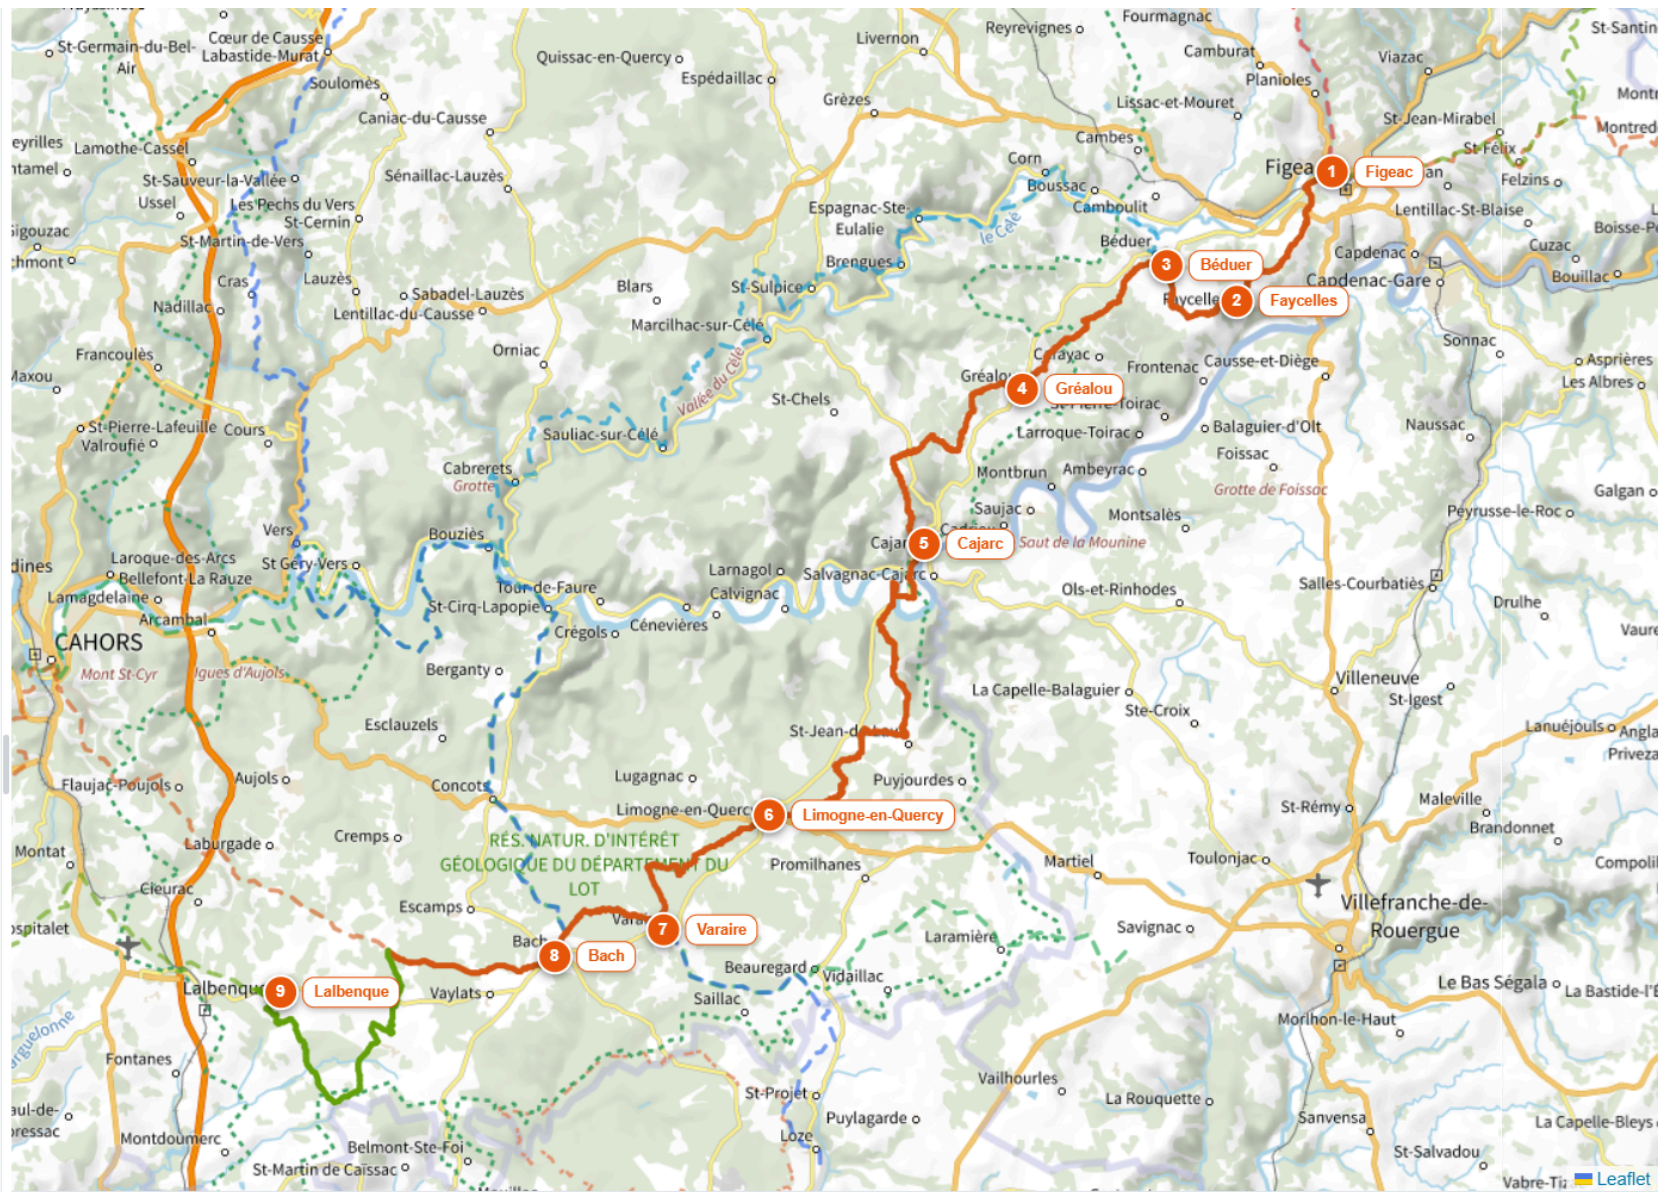 St-Germain-du-Bel-
Air
Cœur de Causse
Labastide-Murat
Soulomès
Caniac-du-Causse
Quissac-en-Quercy
Espédaillac
Livernon
Grèzes
Reyrevignes
Fourmagnac
Camburat
Planioles
Viazac
St-Santin
Lissac-et-Mouret
Cambes
St-Jean-Mirabel
St-Félix
Felzins
Lentillac-St-Blaise
Cuzac
Bouillac
Capdenac
Capdenac-Gare
Lamothe-Cassel
St-Sauveur-la-Vallée
Ussel
Les Pechs du Vers
St-Cernin
Sénaillac-Lauzès
St-Martin-de-Vers
Lauzès
Cras
Nadillac
Sabadel-Lauzès
Lentillac-du-Causse
Blars
Orniac
Francoulès
Corn
Boussac
Camboulit
Espagnac-Ste-
Eulalie
le Célé
Brengues
St-Sulpice
Marcilhac-sur-Célé
Vallée du Célé
St-Chels
Sauliac-sur-Célé
Cabrerets
Grotte
1
Figeac
Béduer
3
Béduer
2
Faycelles
4
Gréalou
Frontenac
Causse-et-Diège
Larroque-Toirac
Balaguier-d'Olt
Montbrun
Ambeyrac
Foissac
Grotte de Foissac
Saujac
Montsalès
Saut de la Mounine
Sonnac
Asprières
Les Albres
Naussac
Galgan
Peyrusse-le-Roc
St-Pierre-Lafeuille
Valroufié
Cours
Vers
St Géry-Vers
Bouziès
Laroque-des-Arcs
Bellefont-La Rauze
Lamagdelaine
Arcambal
CAHORS
Mont St-Cyr
Igues d'Aujols
Tour-de-Faure
St-Cirq-Lapopie
Crégols
Cénevières
Larnagol
Calvignac
5
Cajarc
Salvagnac-Cajarc
Ols-et-Rinhodes
Salles-Courbatiès
Drulhe
Berganty
Esclauzels
La Capelle-Balaguier
Ste-Croix
Villeneuve
St-Igest
Lanuéjouls
Flaujac-Poujols
Aujols
Concots
Lugagnac
Puyjourdes
Limogne-en-Quercy
6
Limogne-en-Quercy
St-Rémy
Maleville
Brandonnet
Laburgade
Cremps
RÉS. NATUR. D'INTÉRÊT
GÉOLOGIQUE DU DÉPARTEMENT DU
LOT
Promilhanes
Martiel
Toulonjac
Montat
Cieurac
Escamps
Villefranche-de-
Rouergue
Savignac
Laramière
7
Varaire
Bach
8
Bach
Beauregard
Vidaillac
Saillac
Le Bas Ségala
9
Lalbenque
Vaylats
Morlhon-le-Haut
Fontanes
St-Projet
Puylagarde
Vailhourles
La Rouquette
Sanvensa
La Capelle-Bleys
Montdoumerc
Belmont-Ste-Foi
St-Martin de Caïssac
Loze
St-Salvadou
Leaflet